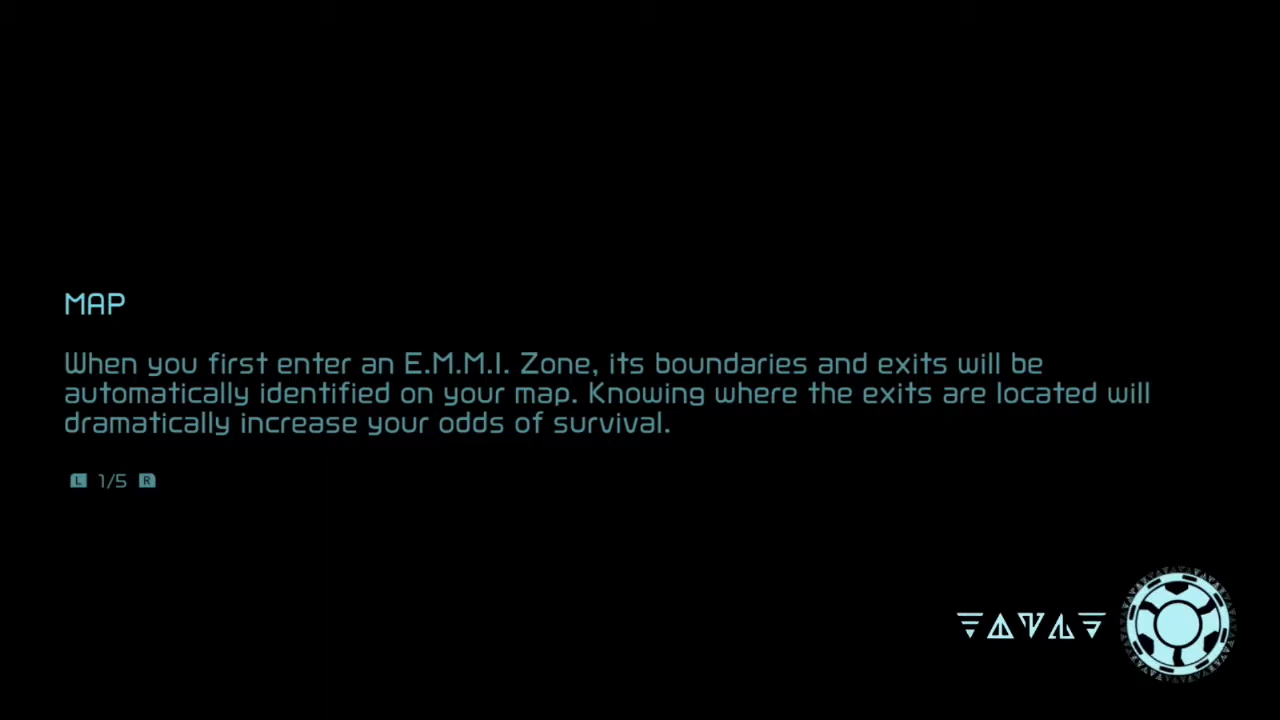 MAP
When you first enter an E.M.M.I. Zone, its boundaries and exits will be
automatically identified on your map. Knowing where the exits are located will
dramatically increase your odds of survival.
L 1/5 R